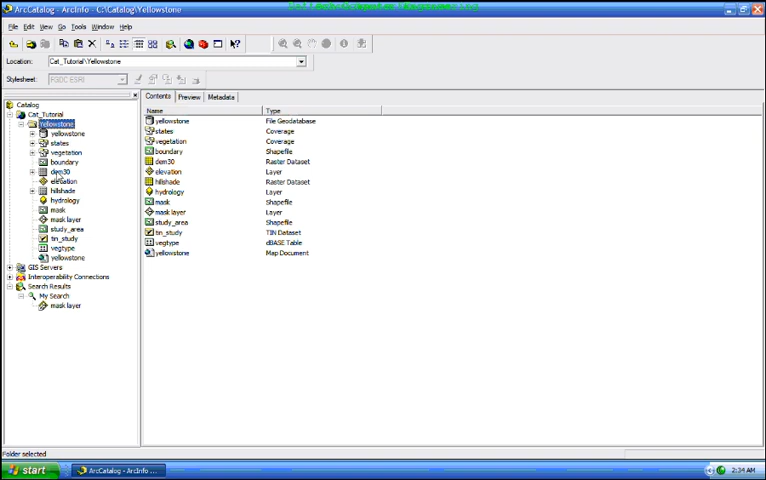 ArcCatalog - ArcInfo - C:\Catalog\Yellowstone
File Edit View Go Tools Window Help
Location: Cat_Tutorial\Yellowstone
Stylesheet: FGDC ESRI
Contents Preview Metadata
Catalog
Cat_Tutorial
Yellowstone
yellowstone
states
vegetation
boundary
dem30
elevation
hillshade
hydrology
mask
mask layer
study_area
tin_study
vegtype
yellowstone
GIS Servers
Interoperability Connections
Search Results
My Search
mask layer
Name Type
yellowstone File Geodatabase
states Coverage
vegetation Coverage
boundary Shapefile
dem30 Raster Dataset
elevation Layer
hillshade Raster Dataset
hydrology Layer
mask Shapefile
mask layer Layer
study_area Shapefile
tin_study TIN Dataset
vegtype dBASE Table
yellowstone Map Document
Folder selected
start ArcCatalog - ArcInfo ... 2:34 AM